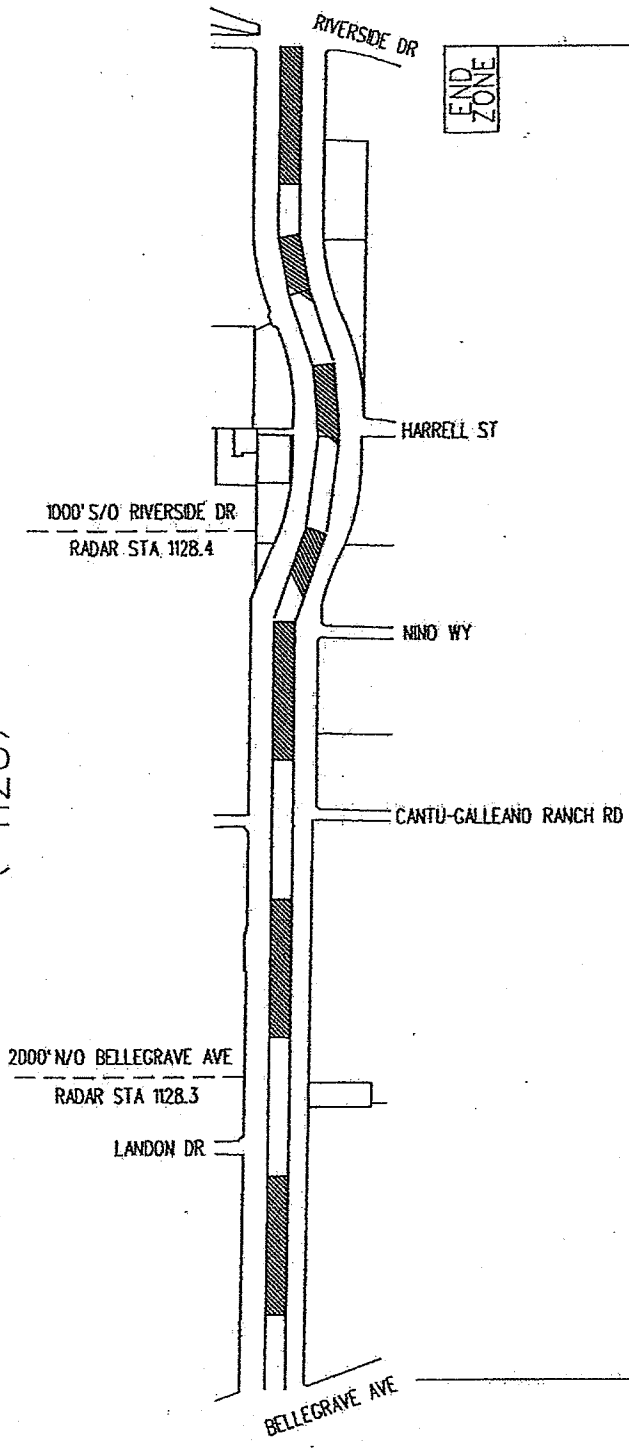 RIVERSIDE DR
END
ZONE
HARRELL ST
1000' S/O RIVERSIDE DR
RADAR STA 1128.4
NINO WY
CANTU-GALLEANO RANCH RD
2000' N/O BELLEGRAVE AVE
RADAR STA 1128.3
LANDON DR
BELLEGRAVE AVE